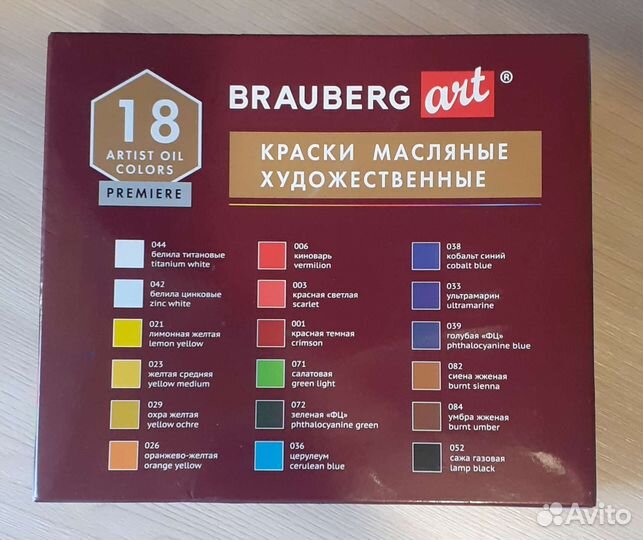 18
ARTIST OIL
COLORS
PREMIERE
BRAUBERG art ®
КРАСКИ МАСЛЯНЫЕ
ХУДОЖЕСТВЕННЫЕ
044
белила титановые
titanium white
042
белила цинковые
zinc white
021
лимонная желтая
lemon yellow
023
желтая средняя
yellow medium
029
охра желтая
yellow ochre
026
оранжево-желтая
orange yellow
006
киноварь
vermilion
003
красная светлая
scarlet
001
красная темная
crimson
071
салатовая
green light
072
зеленая «ФЦ»
phthalocyanine green
036
церулеум
cerulean blue
038
кобальт синий
cobalt blue
033
ультрамарин
ultramarine
039
голубая «ФЦ»
phthalocyanine blue
082
сиена жженая
burnt sienna
084
умбра жженая
burnt umber
052
сажа газовая
lamp black
Avito